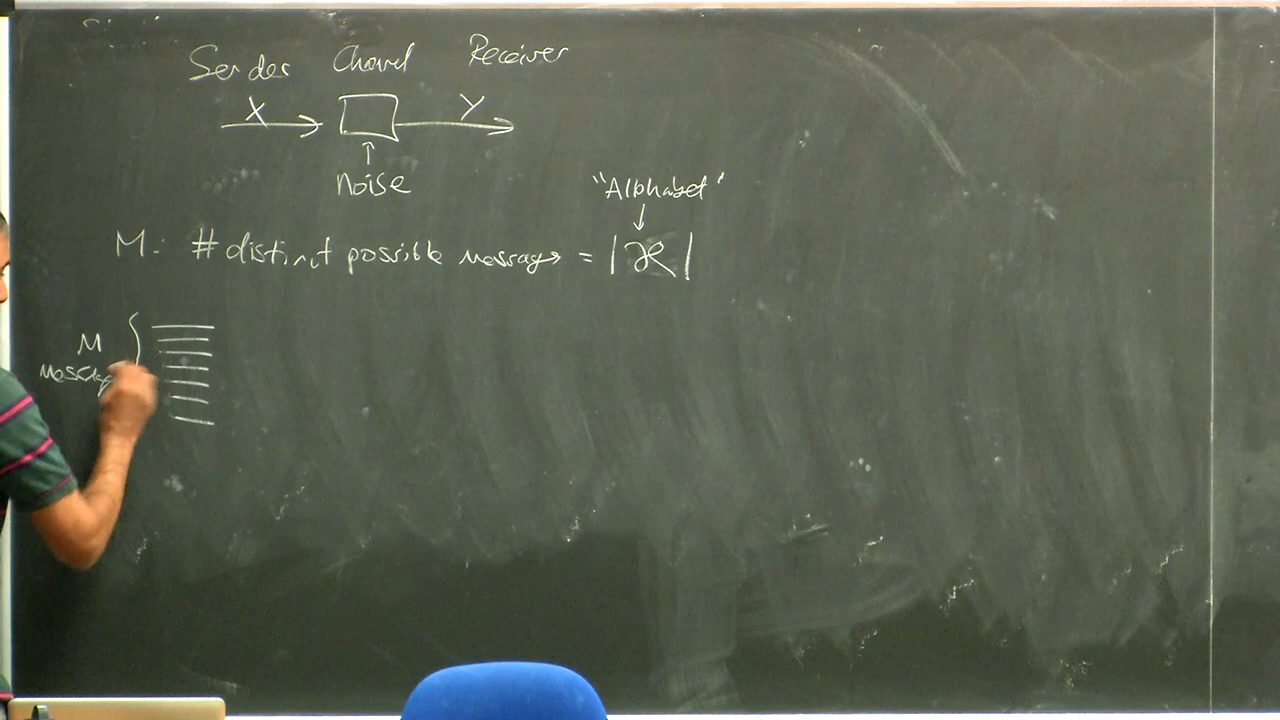 Sender Channel Receiver
X Y
noise
"Alphabet"
M: # distinct possible messages = |𝒳|
M
messages